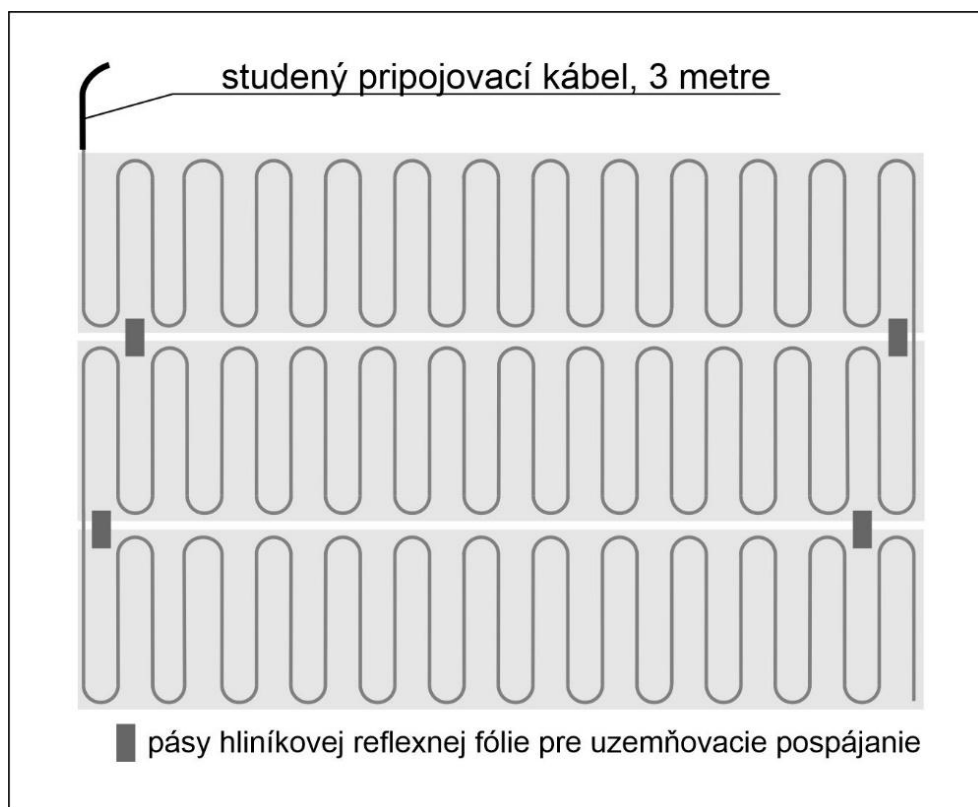 studený pripojovací kábel, 3 metre
pásy hliníkovej reflexnej fólie pre uzemňovacie pospájanie